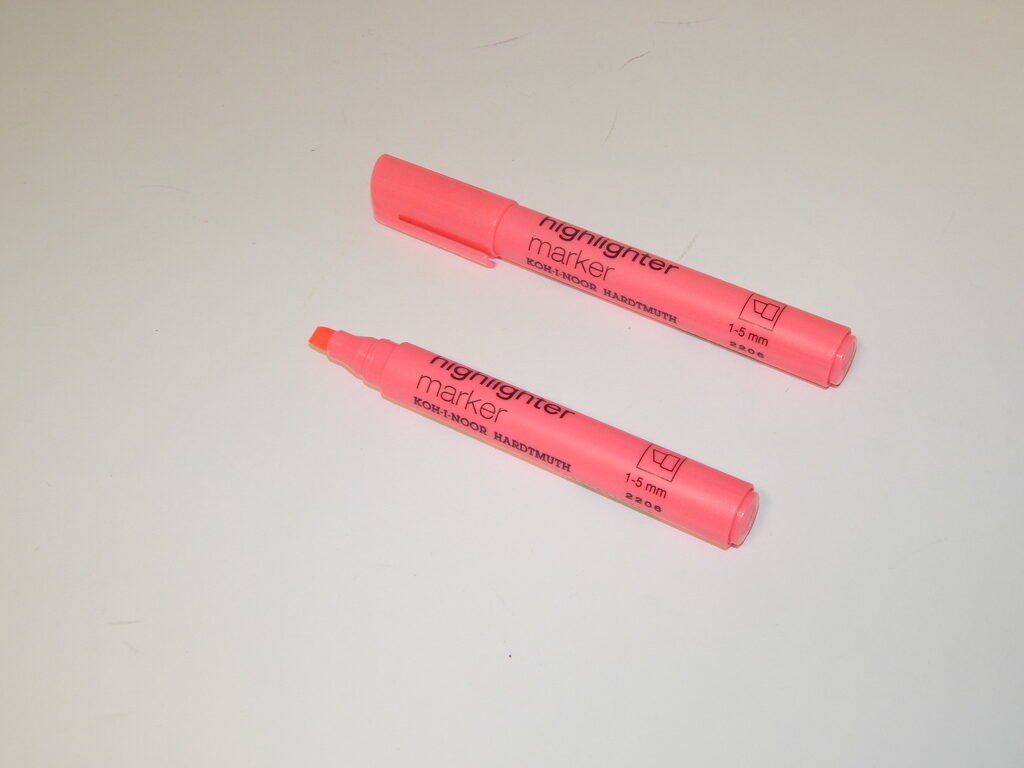 highlighter
marker
KOH-I-NOOR HARDTMUTH
1-5 mm
2206
highlighter
marker
KOH-I-NOOR HARDTMUTH
1-5 mm
2206